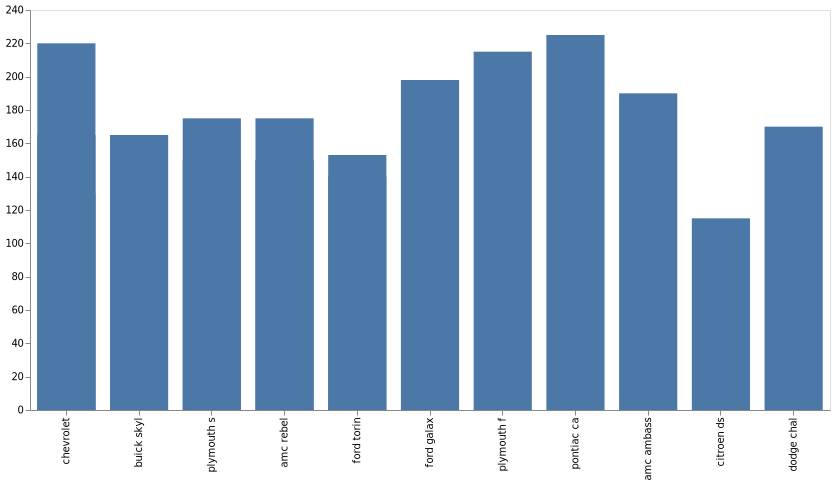 240
220
200
180
160
140
120
100
80
60
40
20
0
chevrolet
buick skyl
plymouth s
amc rebel
ford torin
ford galax
plymouth f
pontiac ca
amc ambass
citroen ds
dodge chal